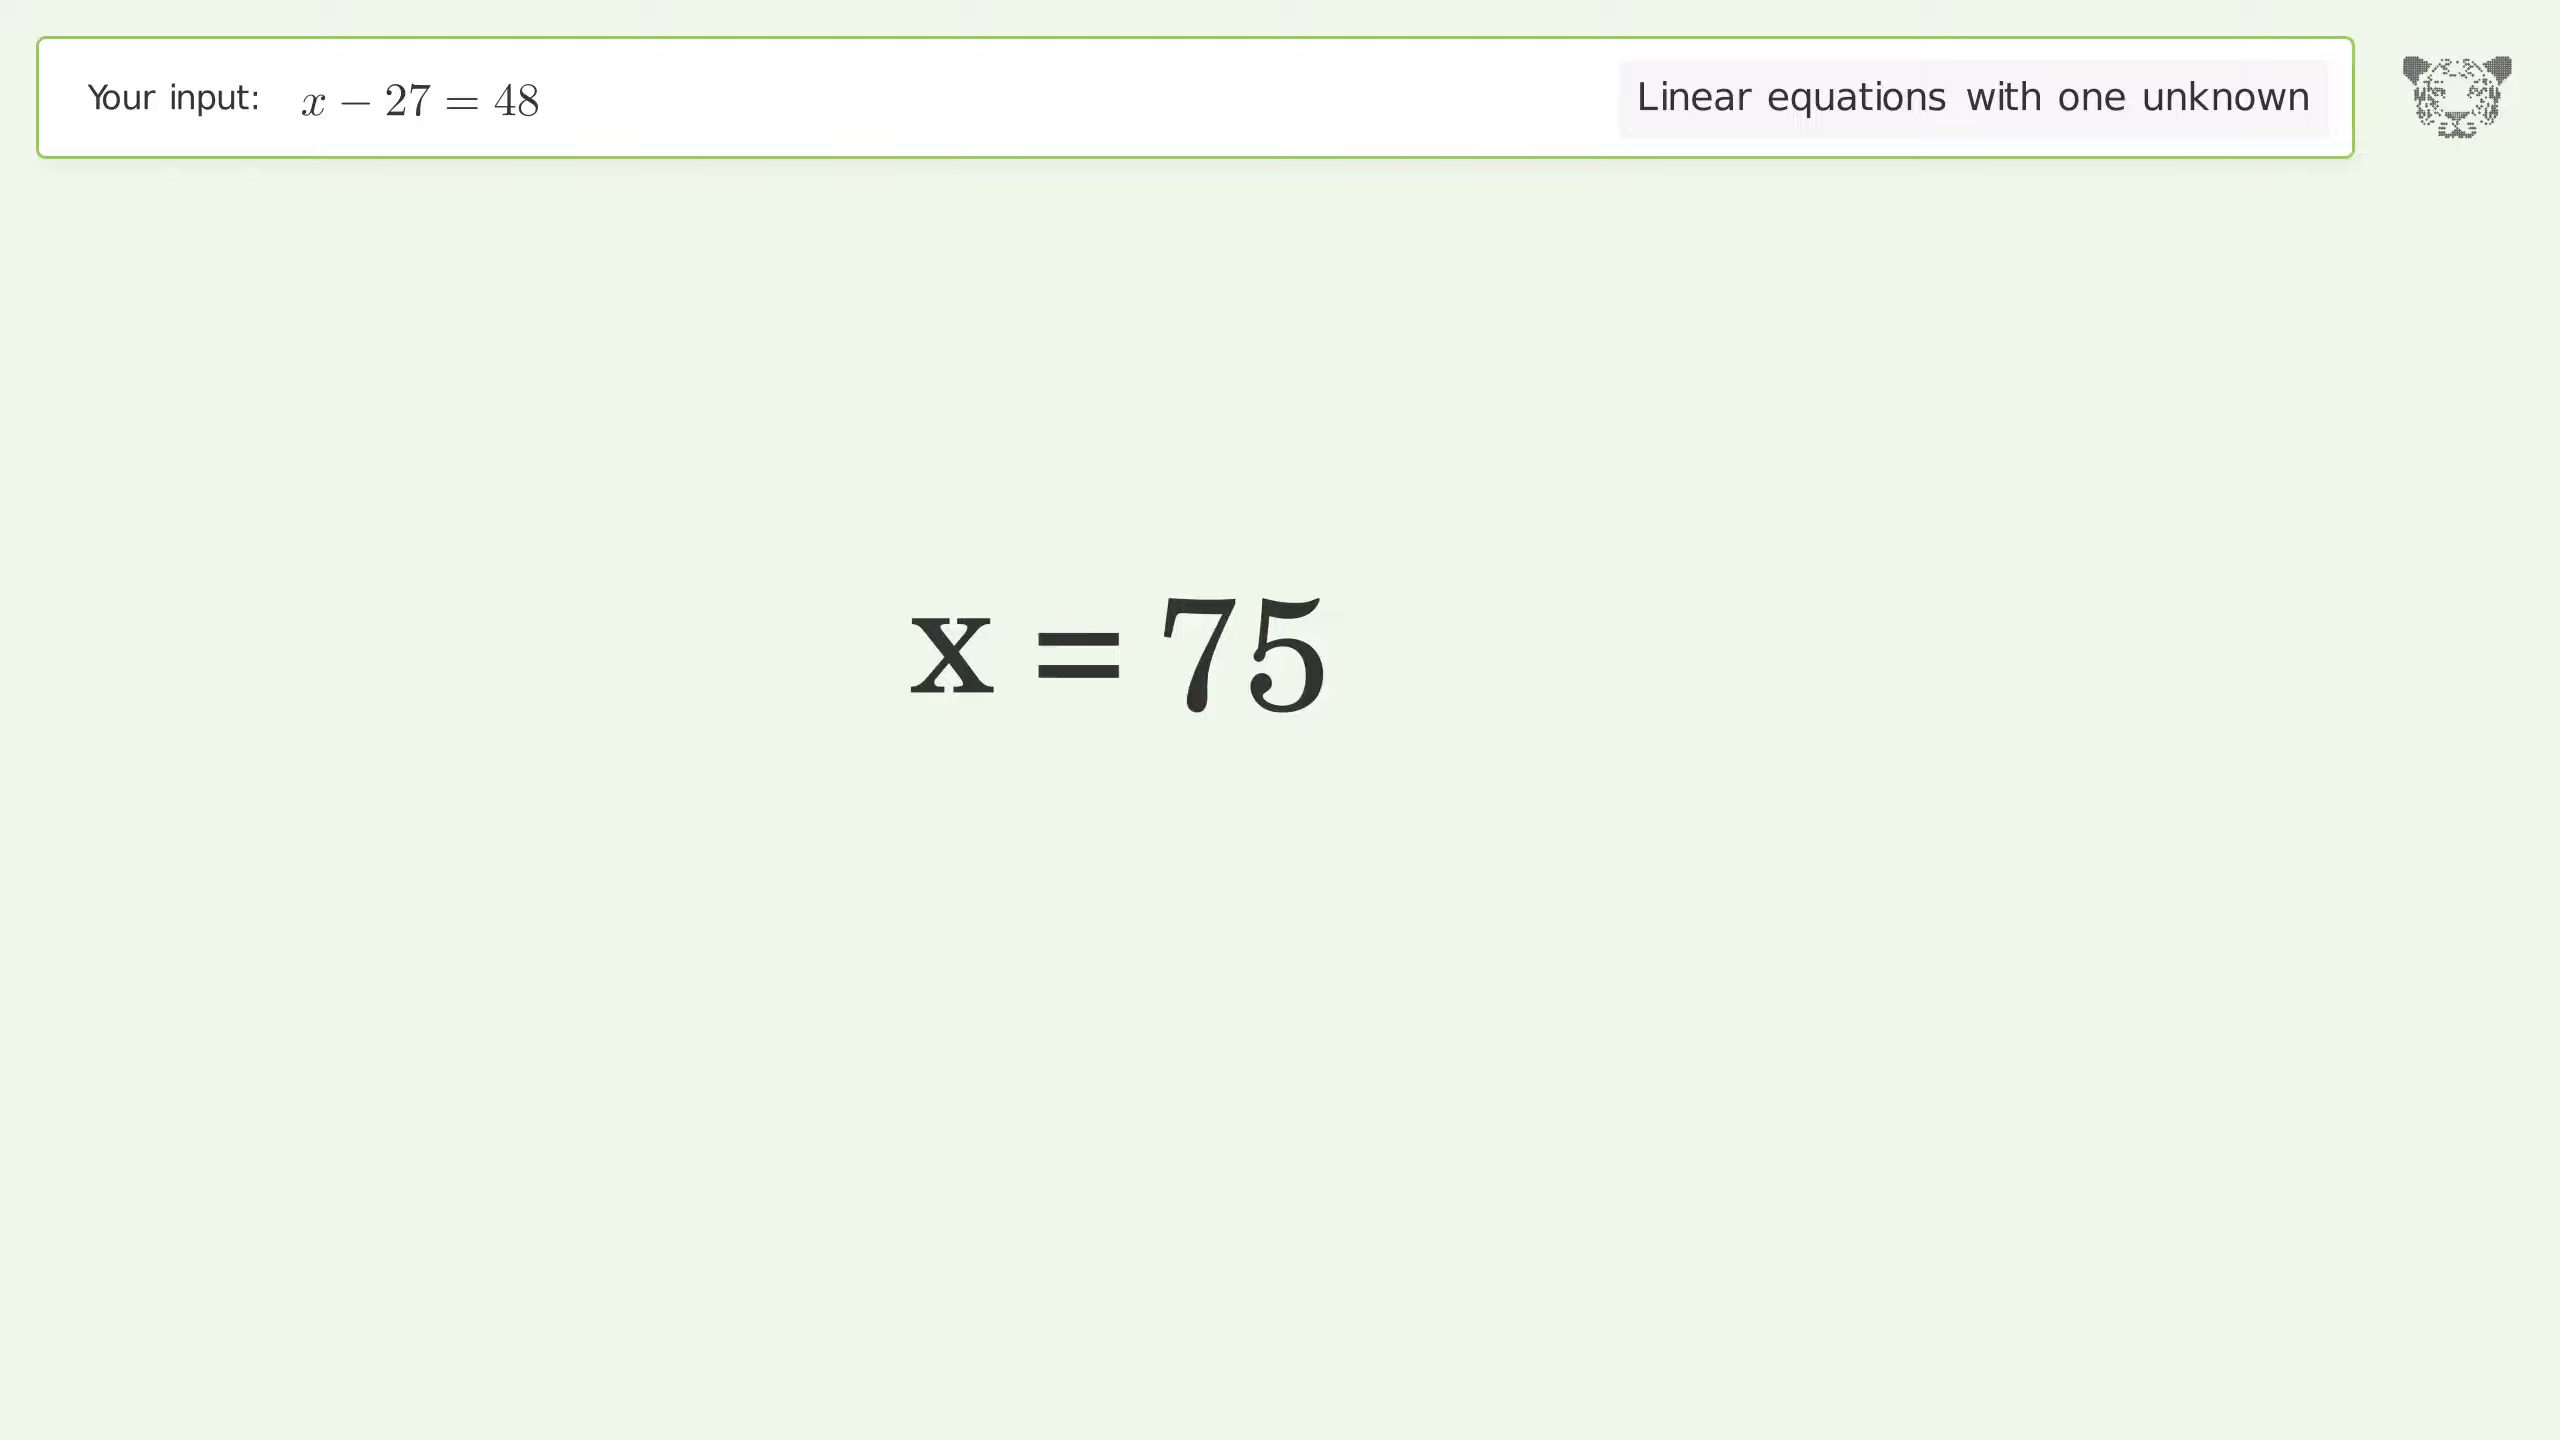 Your input: x − 27 = 48
Linear equations with one unknown
x = 75